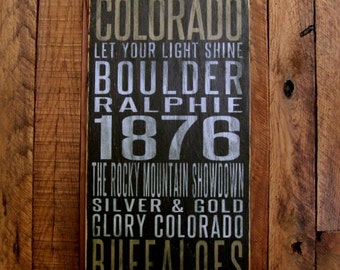 COLORADO
LET YOUR LIGHT SHINE
BOULDER
RALPHIE
1876
THE ROCKY MOUNTAIN SHOWDOWN
SILVER & GOLD
GLORY COLORADO
BUFFALOES